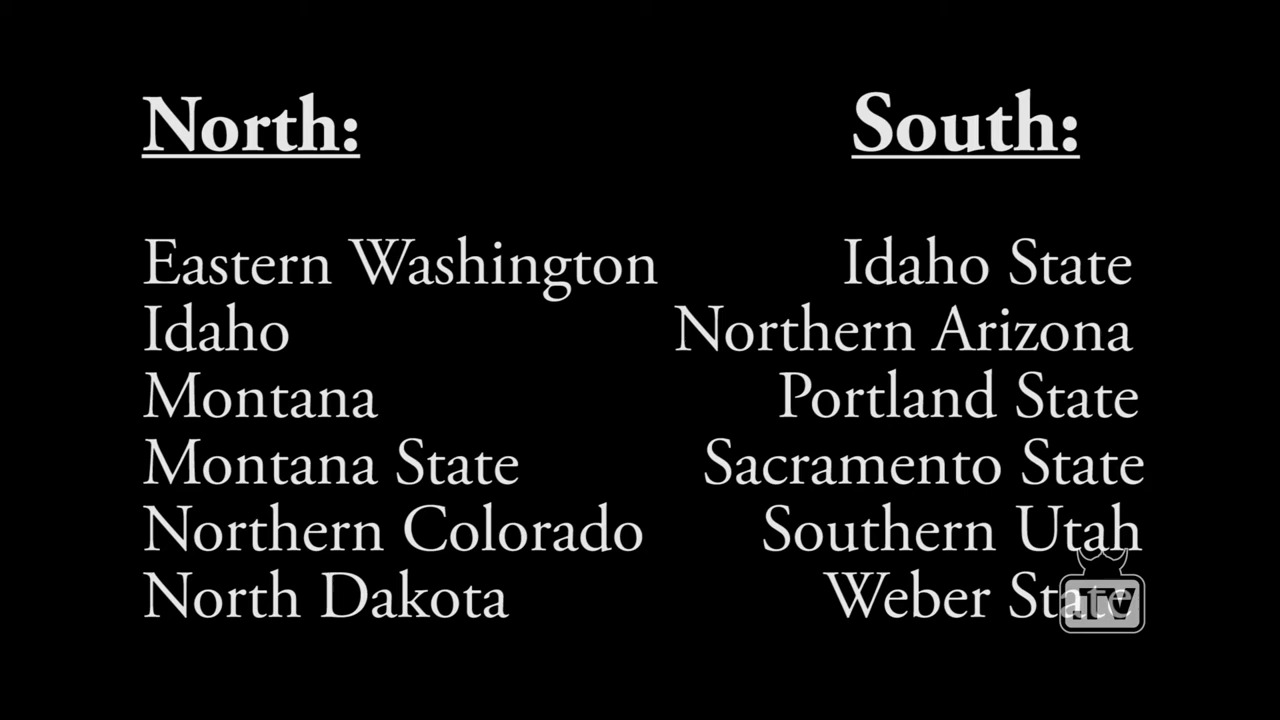 North:
Eastern Washington
Idaho
Montana
Montana State
Northern Colorado
North Dakota
South:
Idaho State
Northern Arizona
Portland State
Sacramento State
Southern Utah
Weber State
.TV